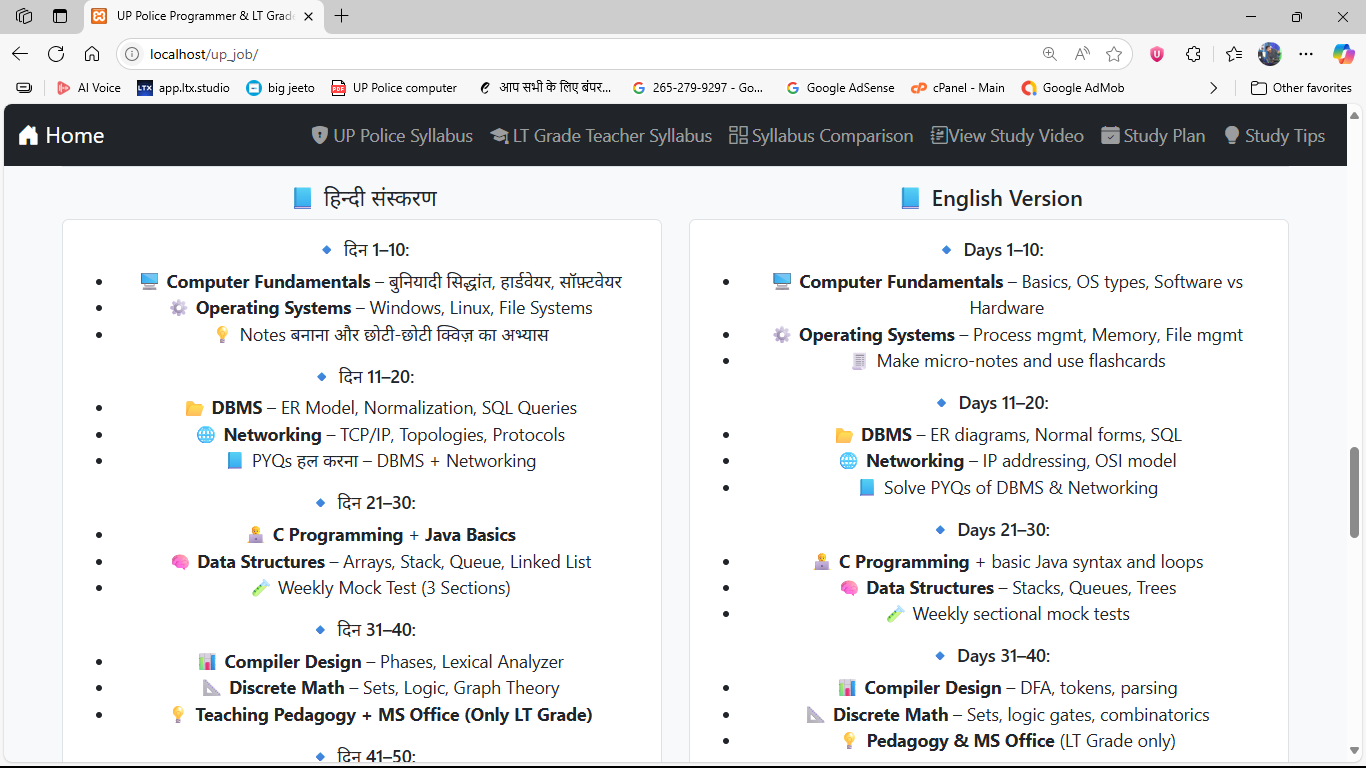 UP Police Programmer & LT Grade
localhost/up_job/
AI Voice
LTX app.ltx.studio
big jeeto
PDF UP Police computer
आप सभी के लिए बंपर...
265-279-9297 - Go...
Google AdSense
cPanel - Main
Google AdMob
Other favorites
Home
UP Police Syllabus
LT Grade Teacher Syllabus
Syllabus Comparison
View Study Video
Study Plan
Study Tips
हिन्दी संस्करण
दिन 1–10:
Computer Fundamentals – बुनियादी सिद्धांत, हार्डवेयर, सॉफ़्टवेयर
Operating Systems – Windows, Linux, File Systems
Notes बनाना और छोटी-छोटी क्विज़ का अभ्यास
दिन 11–20:
DBMS – ER Model, Normalization, SQL Queries
Networking – TCP/IP, Topologies, Protocols
PYQs हल करना – DBMS + Networking
दिन 21–30:
C Programming + Java Basics
Data Structures – Arrays, Stack, Queue, Linked List
Weekly Mock Test (3 Sections)
दिन 31–40:
Compiler Design – Phases, Lexical Analyzer
Discrete Math – Sets, Logic, Graph Theory
Teaching Pedagogy + MS Office (Only LT Grade)
दिन 41–50:
English Version
Days 1–10:
Computer Fundamentals – Basics, OS types, Software vs
Hardware
Operating Systems – Process mgmt, Memory, File mgmt
Make micro-notes and use flashcards
Days 11–20:
DBMS – ER diagrams, Normal forms, SQL
Networking – IP addressing, OSI model
Solve PYQs of DBMS & Networking
Days 21–30:
C Programming + basic Java syntax and loops
Data Structures – Stacks, Queues, Trees
Weekly sectional mock tests
Days 31–40:
Compiler Design – DFA, tokens, parsing
Discrete Math – Sets, logic gates, combinatorics
Pedagogy & MS Office (LT Grade only)